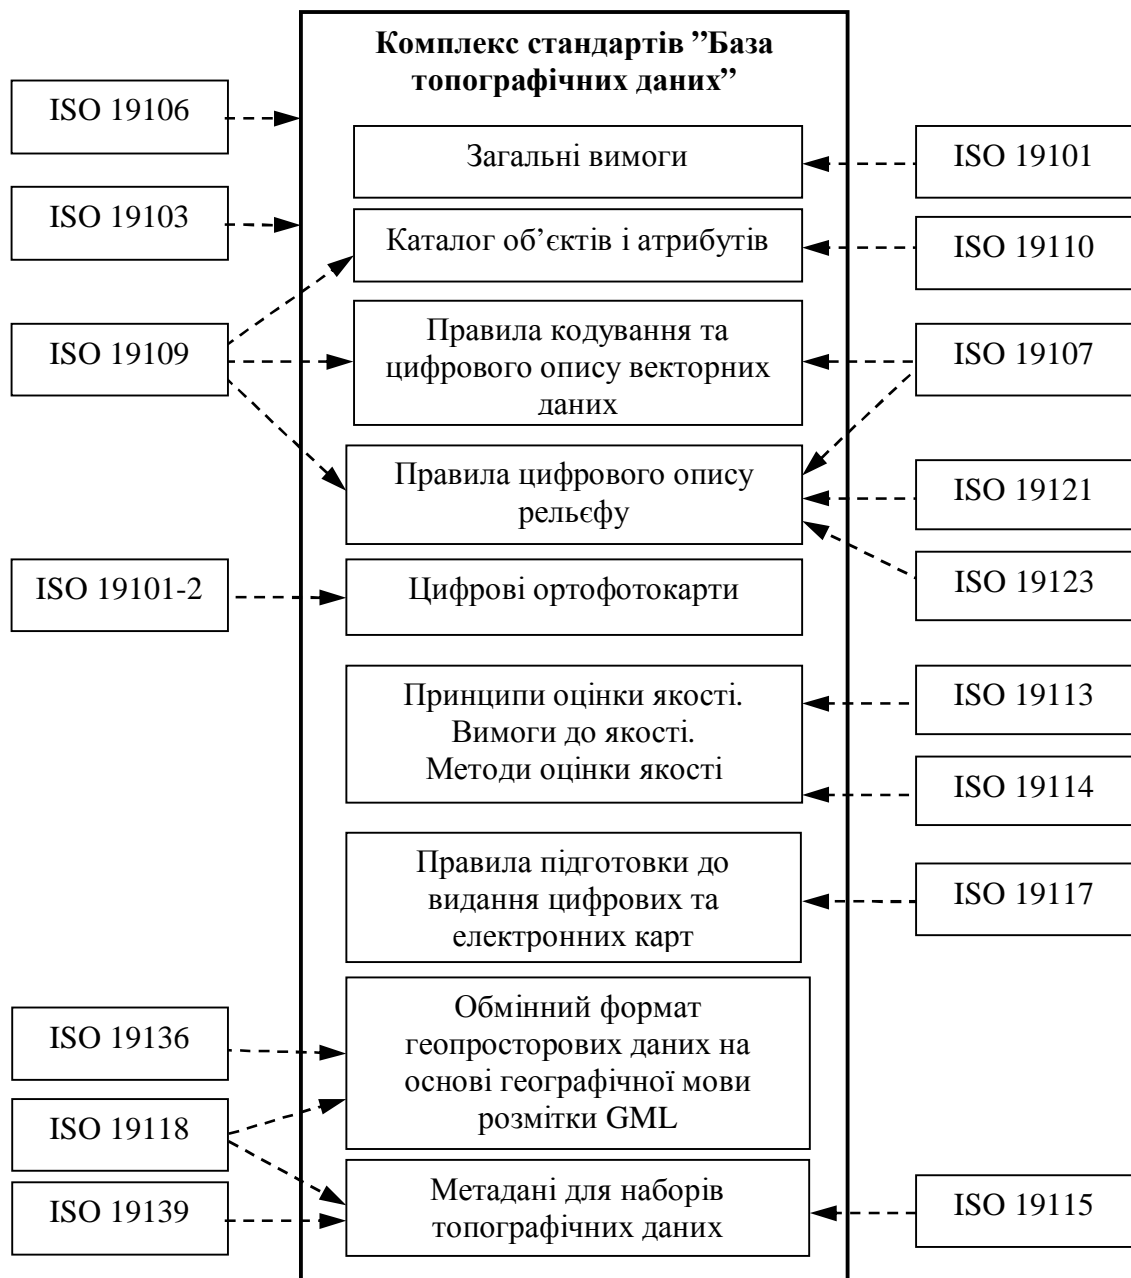 Комплекс стандартів ”База
топографічних даних”
ISO 19106
Загальні вимоги
ISO 19101
ISO 19103
Каталог об’єктів і атрибутів
ISO 19110
ISO 19109
Правила кодування та
цифрового опису векторних
даних
ISO 19107
Правила цифрового опису
рельєфу
ISO 19121
ISO 19101-2
Цифрові ортофотокарти
ISO 19123
Принципи оцінки якості.
Вимоги до якості.
Методи оцінки якості
ISO 19113
ISO 19114
Правила підготовки до
видання цифрових та
електронних карт
ISO 19117
ISO 19136
Обмінний формат
геопросторових даних на
основі географічної мови
розмітки GML
ISO 19118
ISO 19139
Метадані для наборів
топографічних даних
ISO 19115